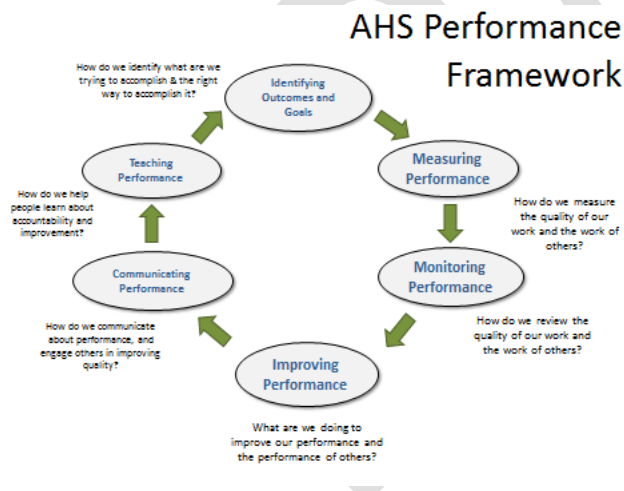 AHS Performance
Framework
How do we identify what are we
trying to accomplish & the right
way to accomplish it?
Identifying
Outcomes and
Goals
Measuring
Performance
How do we measure
the quality of our
work and the work of
others?
Monitoring
Performance
How do we review the
quality of our work and
the work of others?
Improving
Performance
What are we doing to
improve our performance and
the performance of others?
Communicating
Performance
How do we communicate
about performance, and
engage others in improving
quality?
Teaching
Performance
How do we help
people learn about
accountability and
improvement?